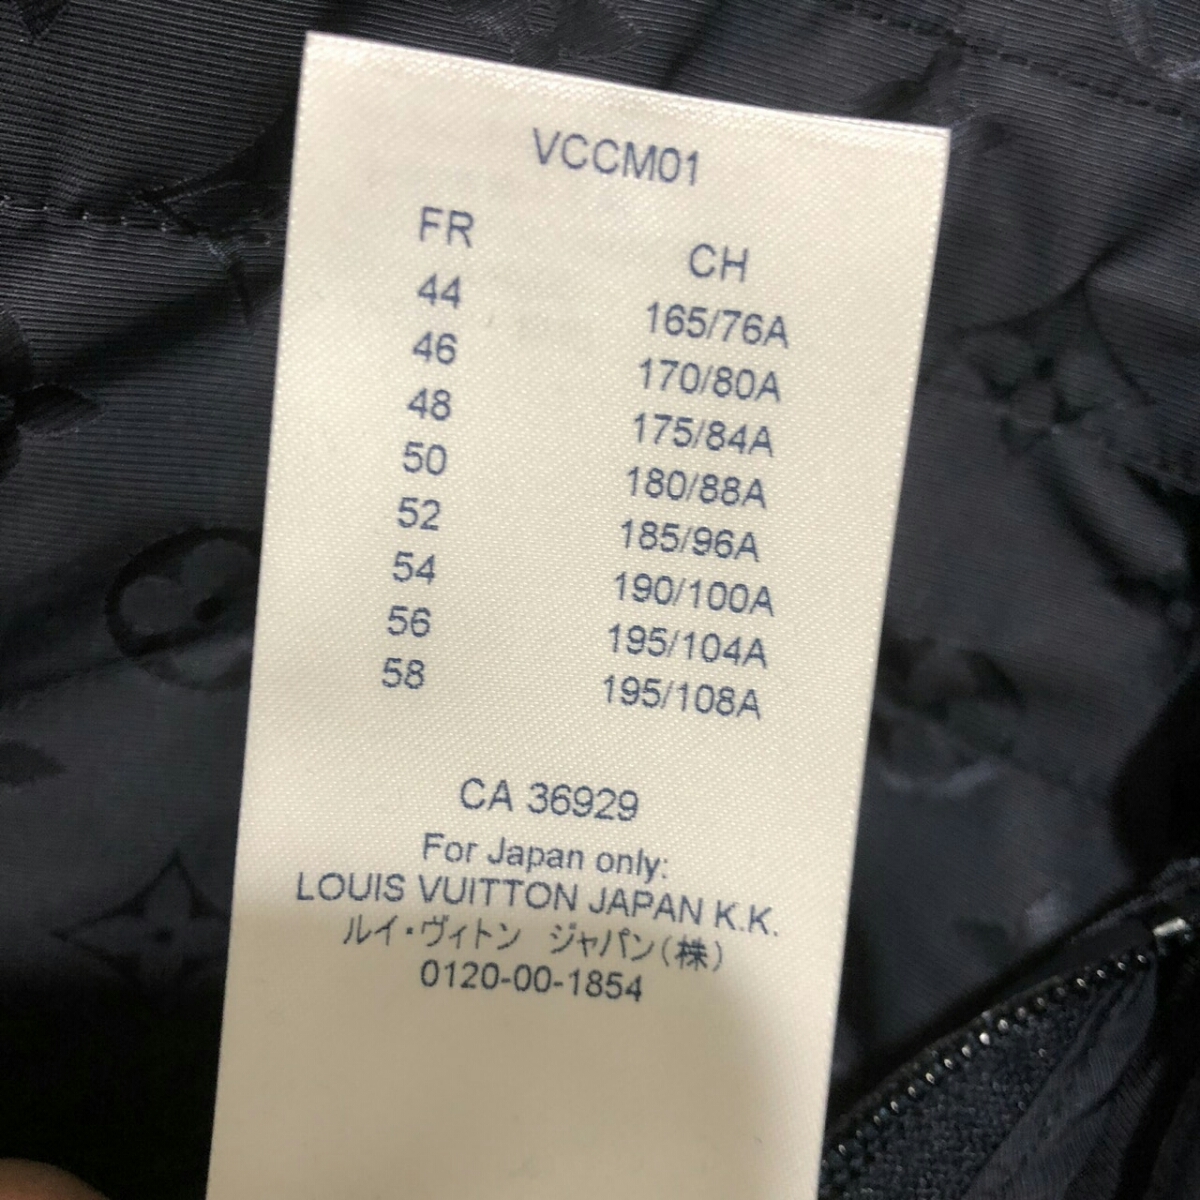 VCCM01
FR CH
44 165/76A
46 170/80A
48 175/84A
50 180/88A
52 185/96A
54 190/100A
56 195/104A
58 195/108A
CA 36929
For Japan only:
LOUIS VUITTON JAPAN K.K.
ルイ・ヴィトン ジャパン(株)
0120-00-1854